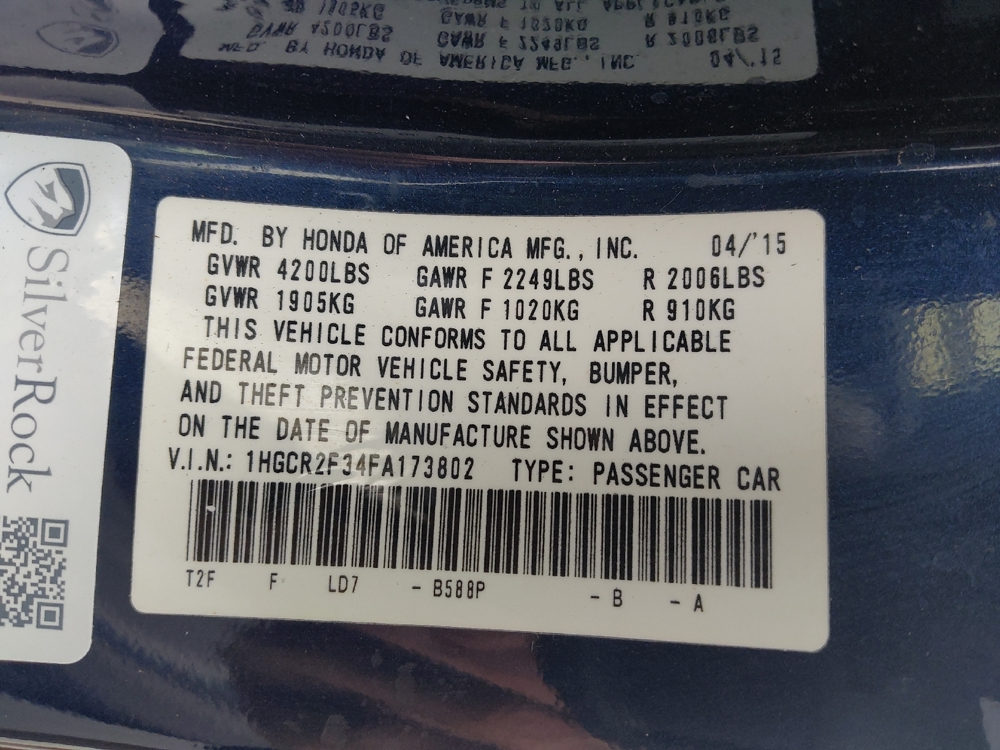 MFD. BY HONDA OF AMERICA MFG., INC. 04/'15
GVWR 4200LBS GAWR F 2249LBS R 2006LBS
GVWR 1905KG GAWR F 1020KG R 910KG
THIS VEHICLE CONFORMS TO ALL APPLICABLE
FEDERAL MOTOR VEHICLE SAFETY, BUMPER,
AND THEFT PREVENTION STANDARDS IN EFFECT
ON THE DATE OF MANUFACTURE SHOWN ABOVE.
V.I.N.: 1HGCR2F34FA173802 TYPE: PASSENGER CAR
T2F F LD7 - B588P - B - A
SilverRock